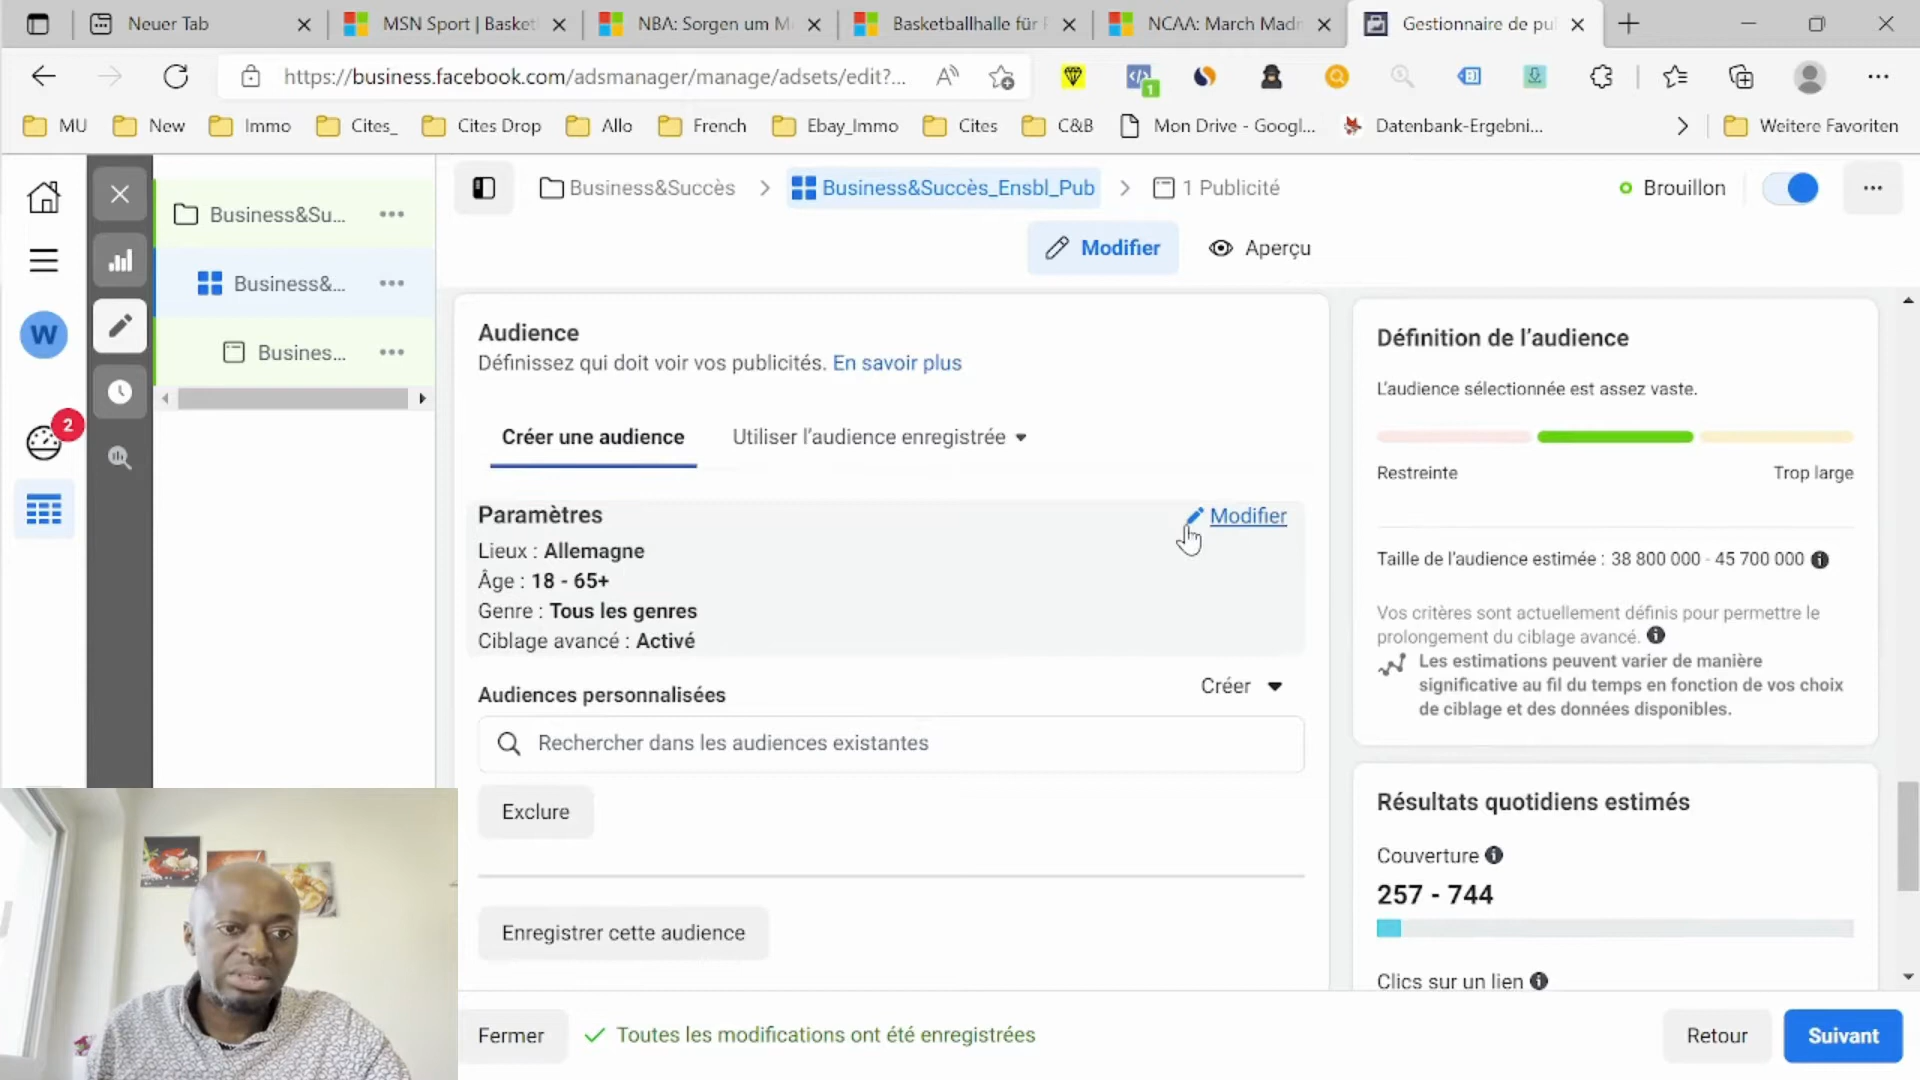 Neuer Tab
MSN Sport | Basket
NBA: Sorgen um M
Basketballhalle für
NCAA: March Madn
Gestionnaire de pul
https://business.facebook.com/adsmanager/manage/adsets/edit?...
1
MU
New
Immo
Cites_
Cites Drop
Allo
French
Ebay_Immo
Cites
C&B
Mon Drive - Googl...
Datenbank-Ergebni...
Weitere Favoriten
W
2
Business&Su...
Business&...
Busines...
Business&Succès
Business&Succès_Ensbl_Pub
1 Publicité
Brouillon
Modifier
Aperçu
Audience
Définissez qui doit voir vos publicités. En savoir plus
Créer une audience
Utiliser l'audience enregistrée
Paramètres
Modifier
Lieux : Allemagne
Âge : 18 - 65+
Genre : Tous les genres
Ciblage avancé : Activé
Audiences personnalisées
Créer
Rechercher dans les audiences existantes
Exclure
Enregistrer cette audience
Définition de l'audience
L'audience sélectionnée est assez vaste.
Restreinte
Trop large
Taille de l'audience estimée : 38 800 000 - 45 700 000
Vos critères sont actuellement définis pour permettre le
prolongement du ciblage avancé.
Les estimations peuvent varier de manière
significative au fil du temps en fonction de vos choix
de ciblage et des données disponibles.
Résultats quotidiens estimés
Couverture
257 - 744
Clics sur un lien
Fermer
Toutes les modifications ont été enregistrées
Retour
Suivant